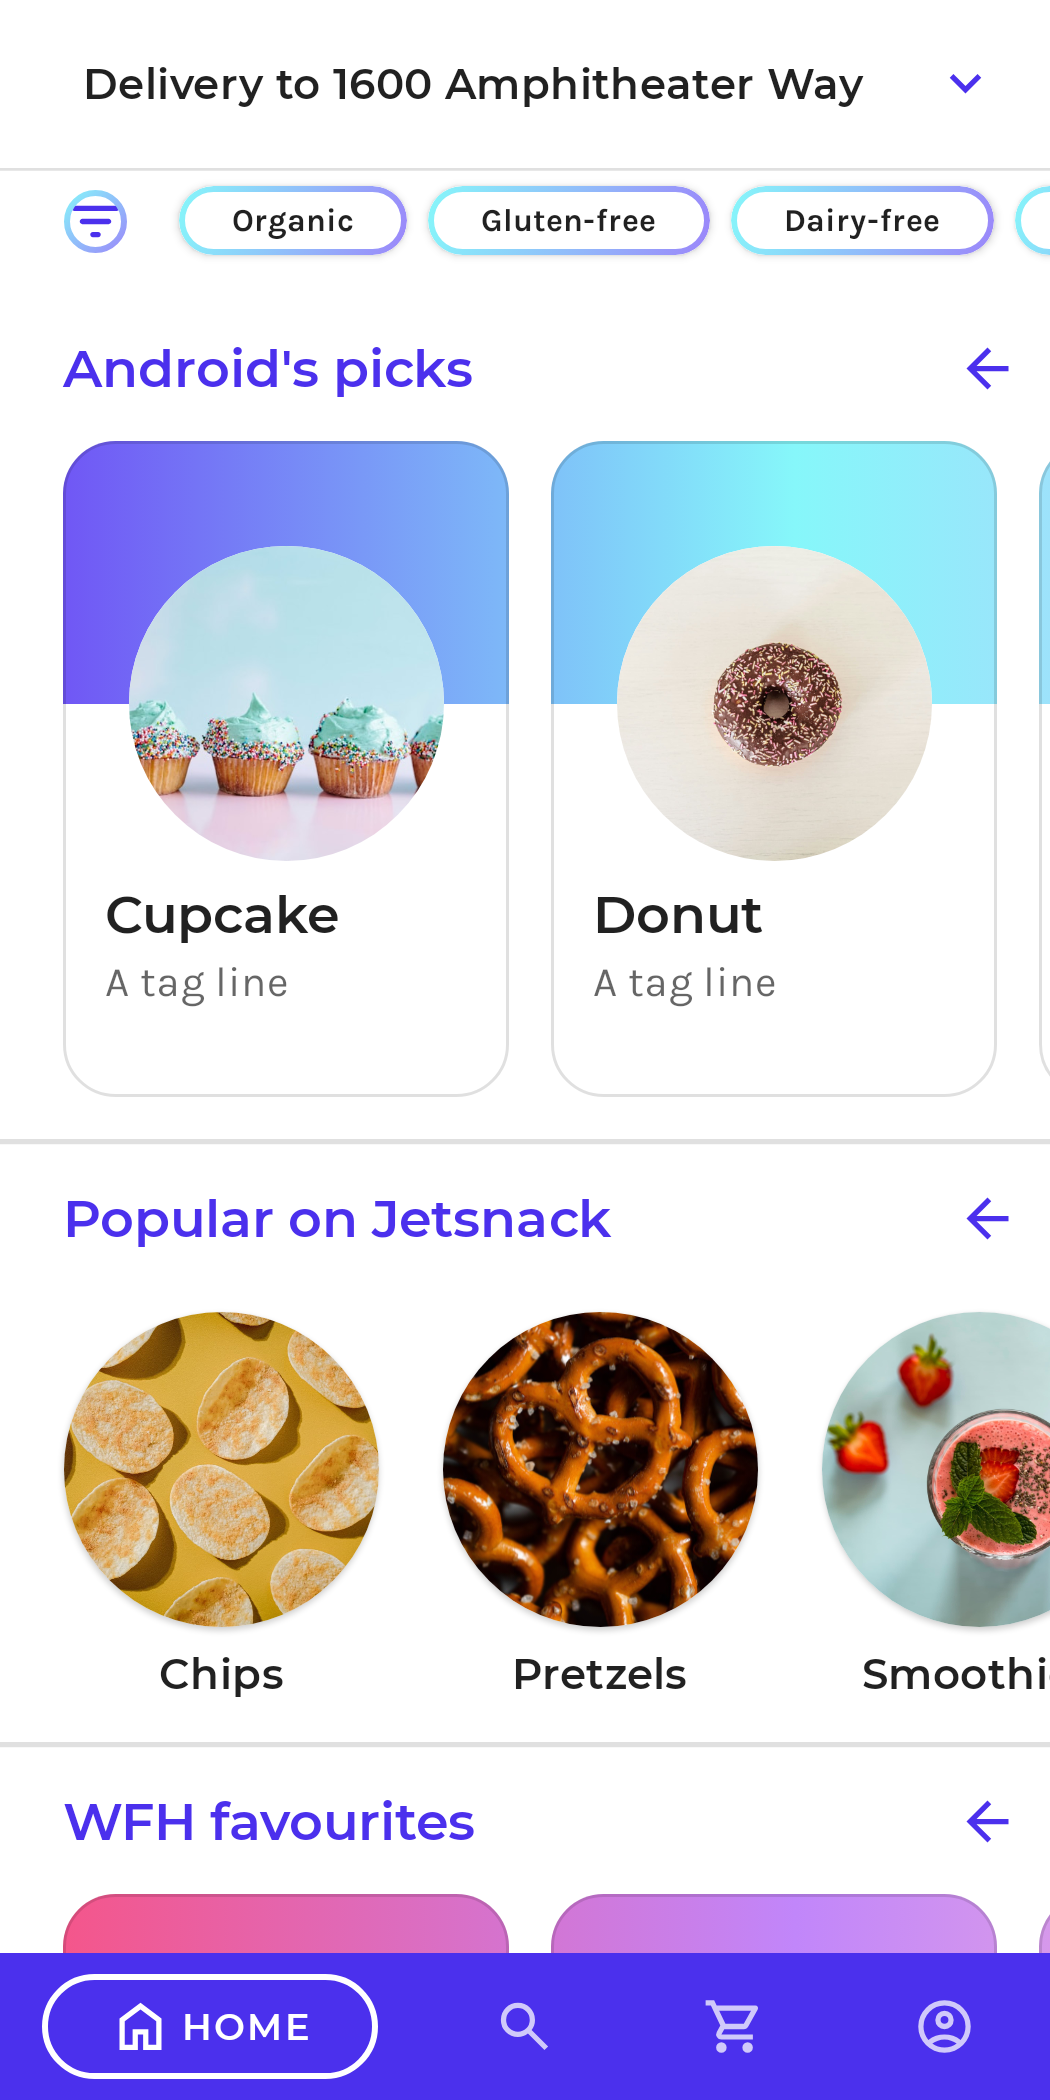 Delivery to 1600 Amphitheater Way
Organic
Gluten-free
Dairy-free
Android's picks
Cupcake
A tag line
Donut
A tag line
Popular on Jetsnack
Chips
Pretzels
Smoothi
WFH favourites
HOME